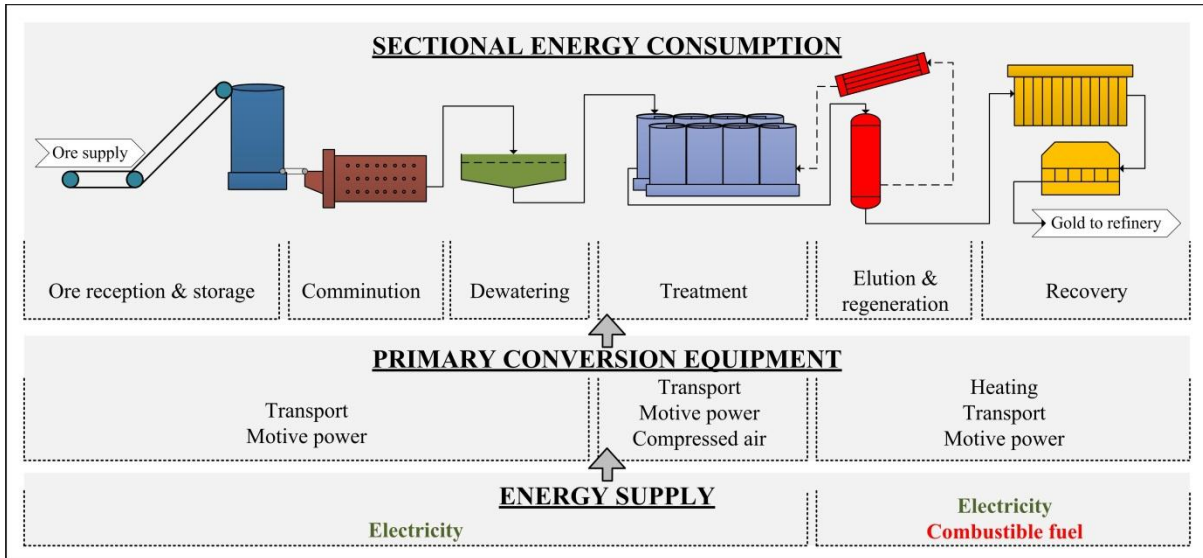 SECTIONAL ENERGY CONSUMPTION
Ore supply
Gold to refinery
Ore reception & storage
Comminution
Dewatering
Treatment
Elution &
regeneration
Recovery
PRIMARY CONVERSION EQUIPMENT
Transport
Motive power
Transport
Motive power
Compressed air
Heating
Transport
Motive power
ENERGY SUPPLY
Electricity
Electricity
Combustible fuel